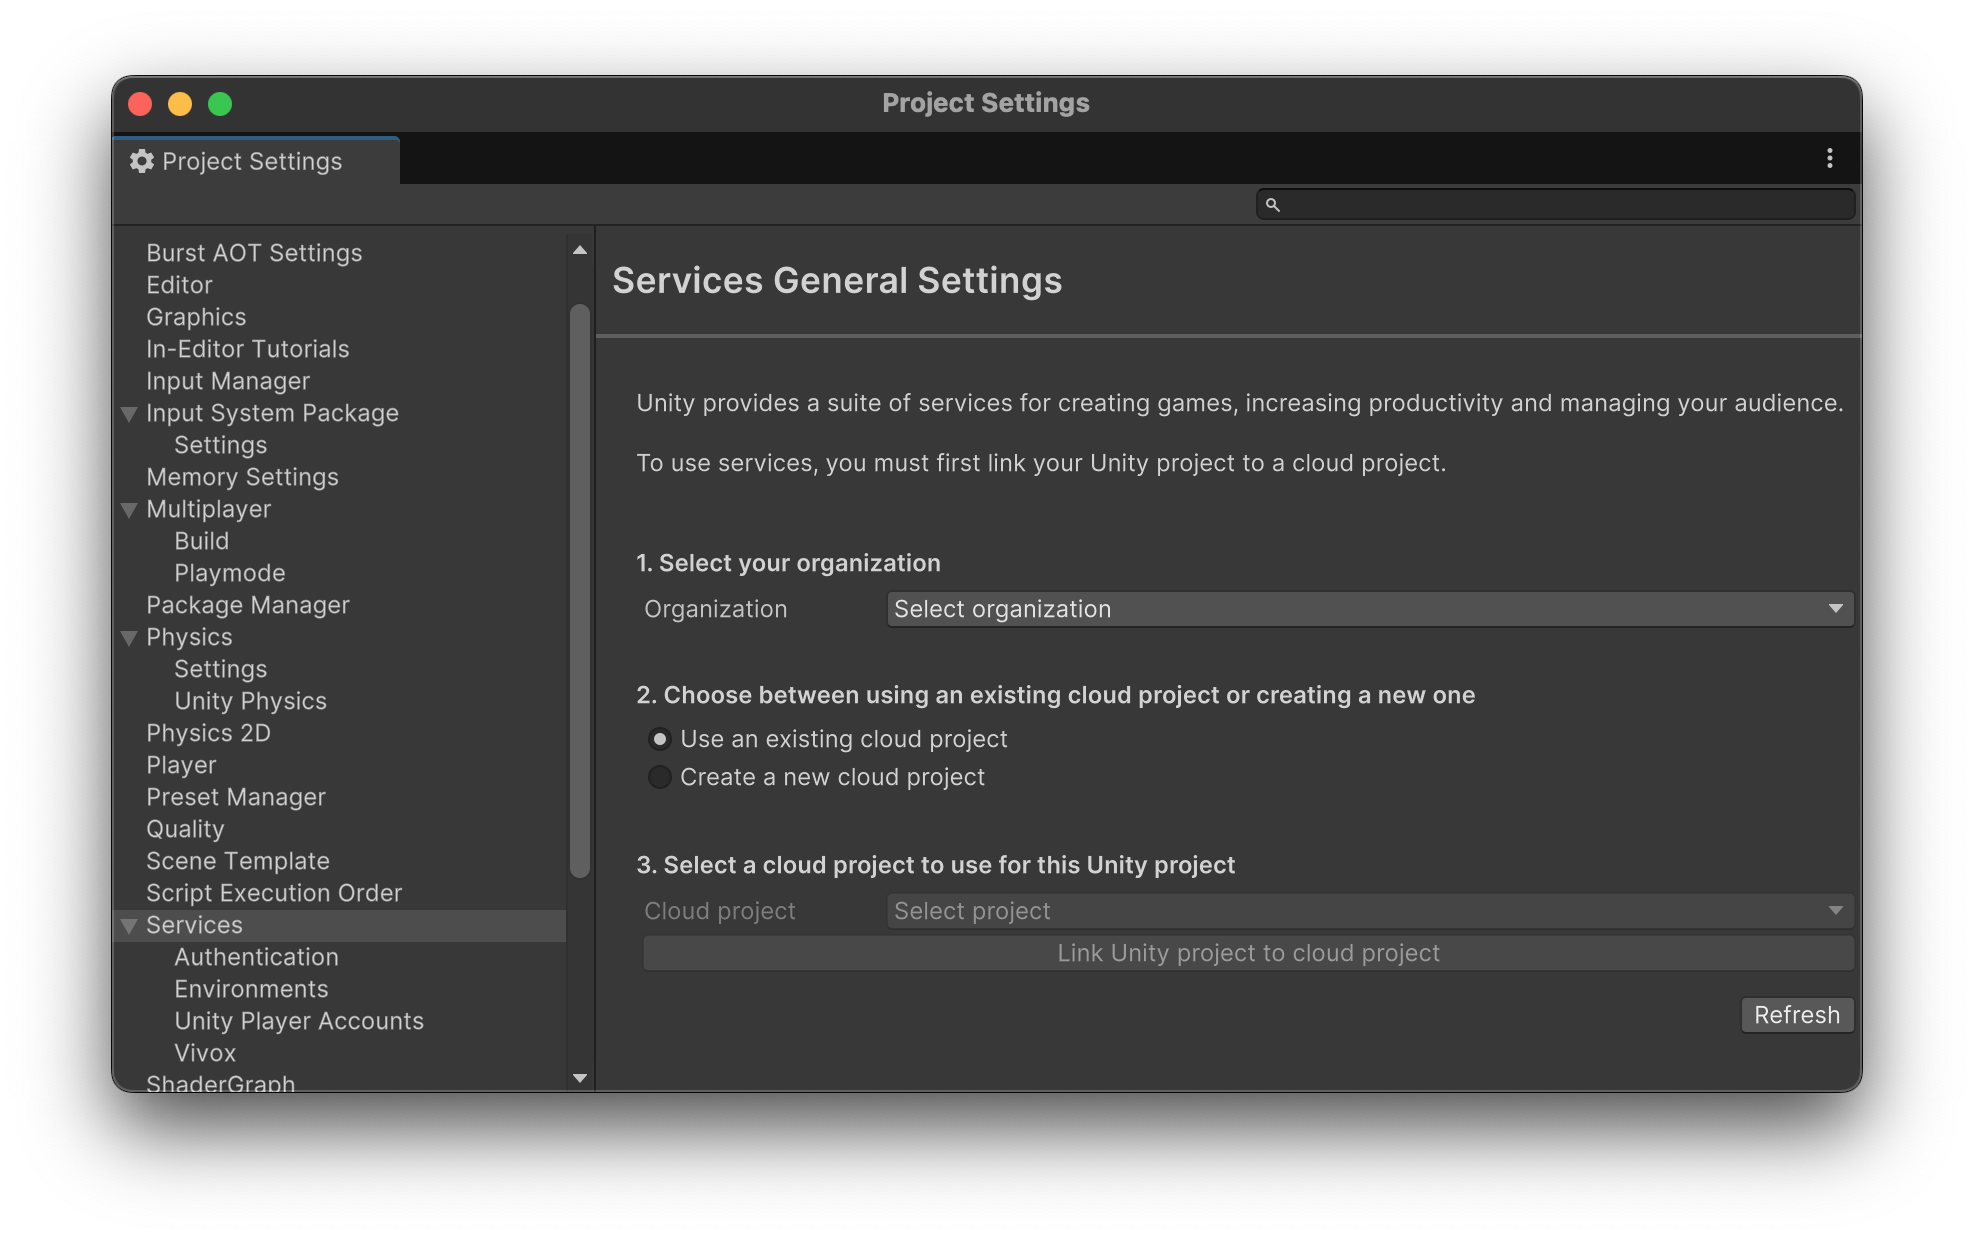 Project Settings
Project Settings
Burst AOT Settings
Editor
Graphics
In-Editor Tutorials
Input Manager
Input System Package
Settings
Memory Settings
Multiplayer
Build
Playmode
Package Manager
Physics
Settings
Unity Physics
Physics 2D
Player
Preset Manager
Quality
Scene Template
Script Execution Order
Services
Authentication
Environments
Unity Player Accounts
Vivox
ShaderGraph
Services General Settings
Unity provides a suite of services for creating games, increasing productivity and managing your audience.
To use services, you must first link your Unity project to a cloud project.
1. Select your organization
Organization Select organization
2. Choose between using an existing cloud project or creating a new one
Use an existing cloud project
Create a new cloud project
3. Select a cloud project to use for this Unity project
Cloud project Select project
Link Unity project to cloud project
Refresh